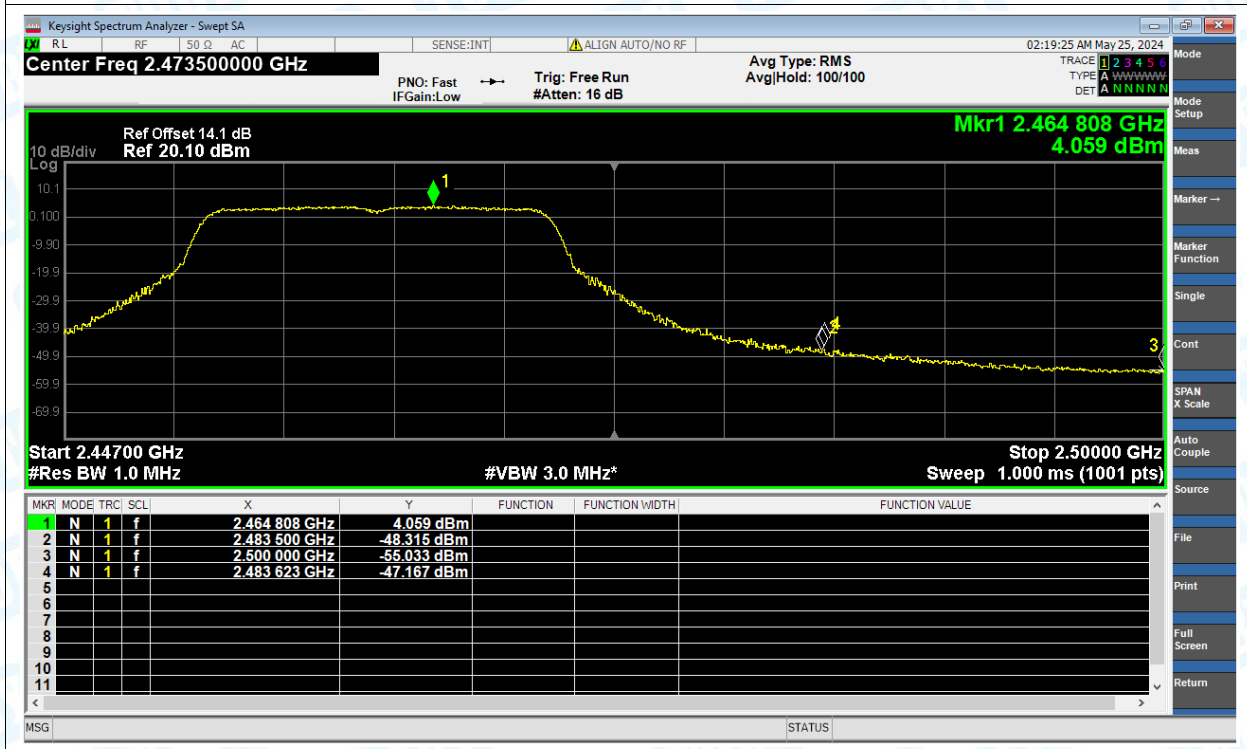 Keysight Spectrum Analyzer - Swept SA
LXI RL RF 50 Ω AC SENSE:INT ALIGN AUTO/NO RF 02:19:25 AM May 25, 2024
Center Freq 2.473500000 GHz
PNO: Fast
IFGain:Low
Trig: Free Run
#Atten: 16 dB
Avg Type: RMS
Avg|Hold: 100/100
TRACE 1 2 3 4 5 6
TYPE A WWWWW
DET A N N N N N
Mkr1 2.464 808 GHz
4.059 dBm
Ref Offset 14.1 dB
10 dB/div Ref 20.10 dBm
Log
10.1
0.100
-9.90
-19.9
-29.9
-39.9
-49.9
-59.9
-69.9
1
2
4
3
Start 2.44700 GHz
Stop 2.50000 GHz
#Res BW 1.0 MHz
#VBW 3.0 MHz*
Sweep 1.000 ms (1001 pts)
MKR MODE TRC SCL X Y FUNCTION FUNCTION WIDTH FUNCTION VALUE
1 N 1 f 2.464 808 GHz 4.059 dBm
2 N 1 f 2.483 500 GHz -48.315 dBm
3 N 1 f 2.500 000 GHz -55.033 dBm
4 N 1 f 2.483 623 GHz -47.167 dBm
5
6
7
8
9
10
11
MSG STATUS
Mode
Mode
Setup
Meas
Marker →
Marker
Function
Single
Cont
SPAN
X Scale
Auto
Couple
Source
File
Print
Full
Screen
Return